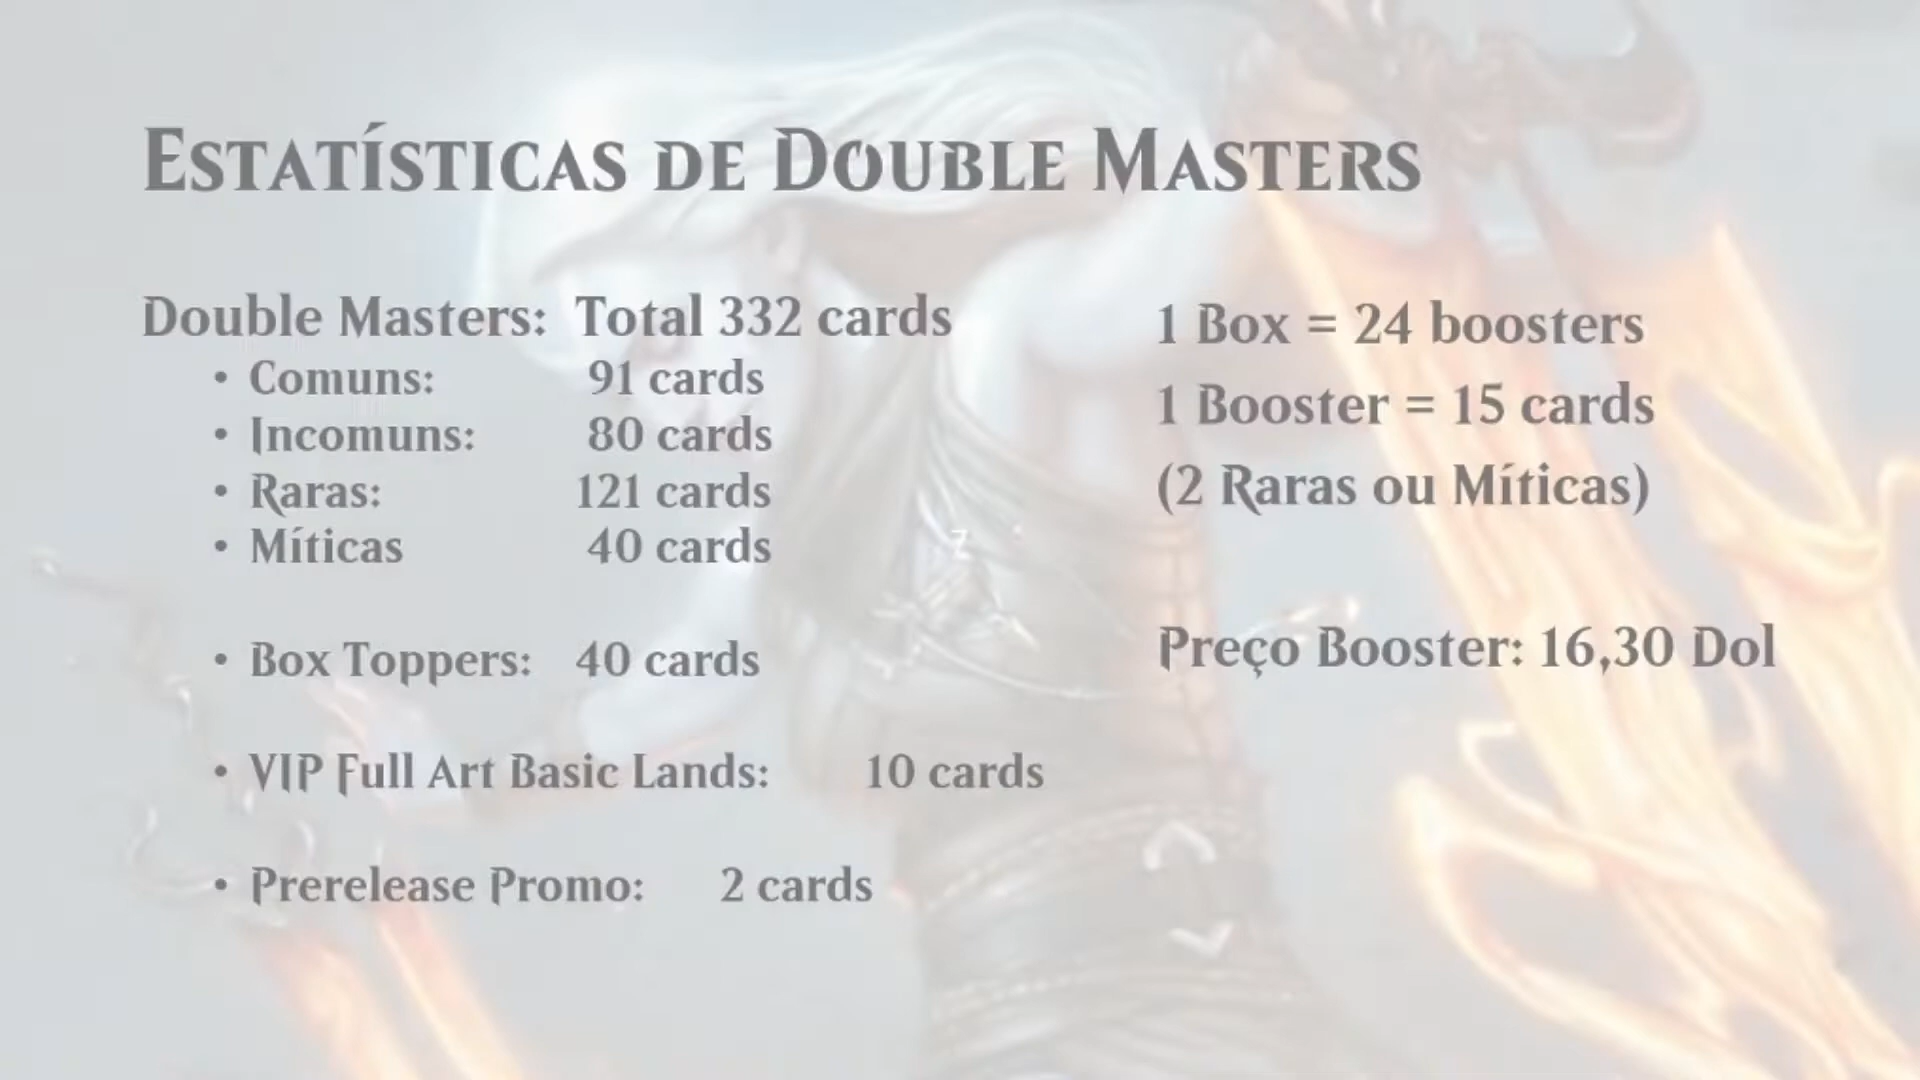 Estatísticas de Double Masters
Double Masters: Total 332 cards
• Comuns: 91 cards
• Incomuns: 80 cards
• Raras: 121 cards
• Míticas 40 cards
• Box Toppers: 40 cards
• VIP Full Art Basic Lands: 10 cards
• Prerelease Promo: 2 cards
1 Box = 24 boosters
1 Booster = 15 cards
(2 Raras ou Míticas)
Preço Booster: 16,30 Dol